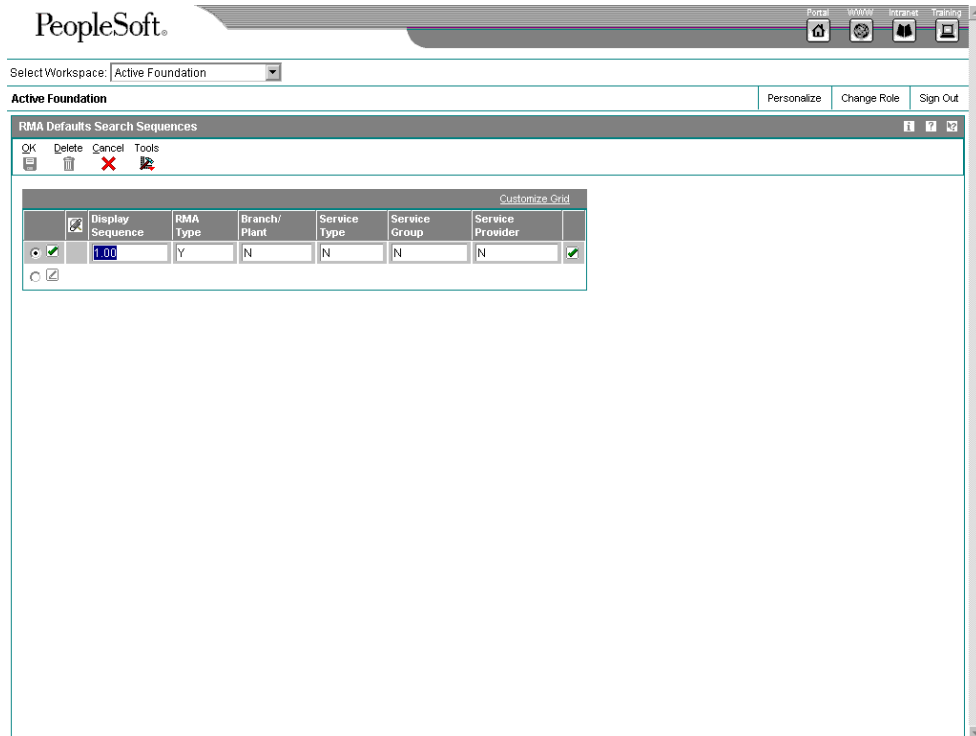 Portal WWW Intranet Training
PeopleSoft®
Select Workspace: Active Foundation
Active Foundation Personalize Change Role Sign Out
RMA Defaults Search Sequences
OK Delete Cancel Tools
Customize Grid
Display Sequence RMA Type Branch/ Plant Service Type Service Group Service Provider
1.00 Y N N N N